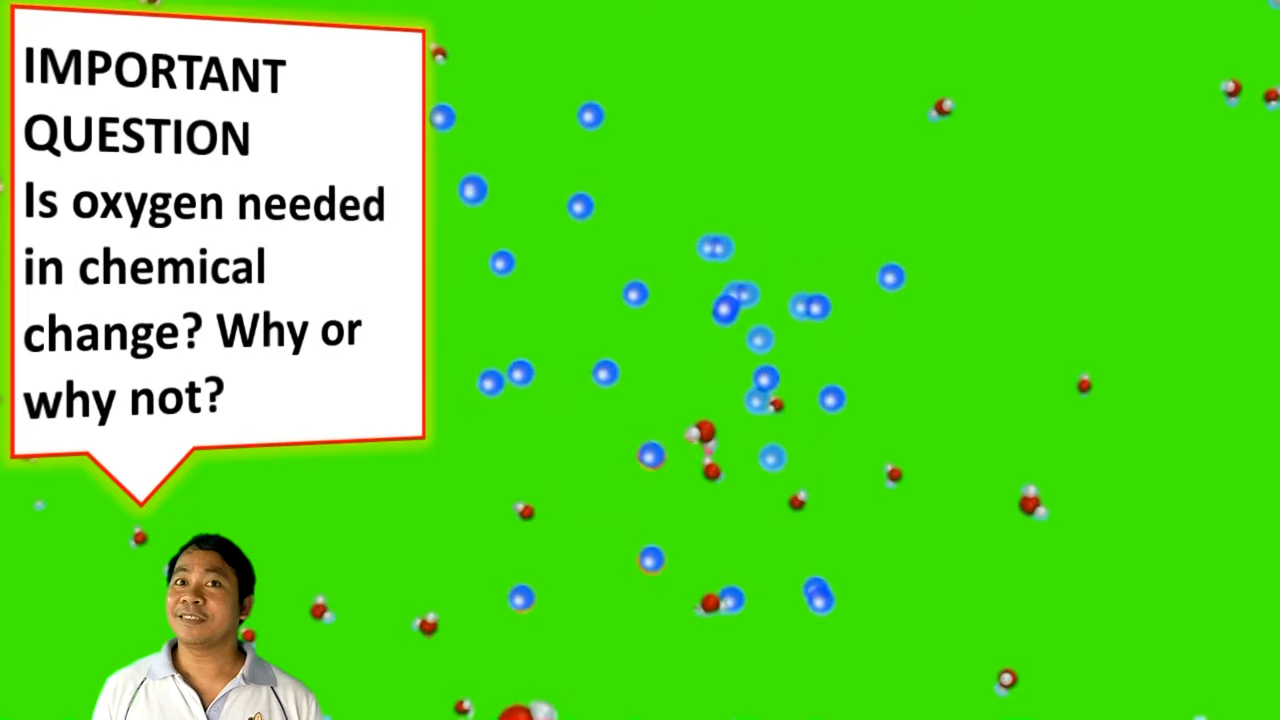 IMPORTANT
QUESTION
Is oxygen needed
in chemical
change? Why or
why not?